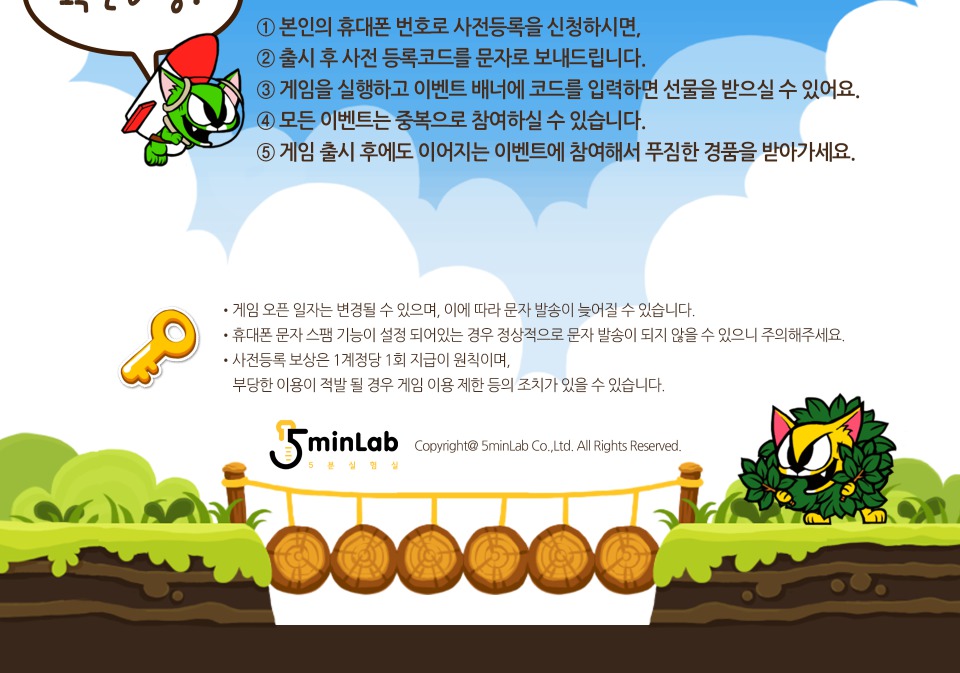 ① 본인의 휴대폰 번호로 사전등록을 신청하시면,
② 출시 후 사전 등록코드를 문자로 보내드립니다.
③ 게임을 실행하고 이벤트 배너에 코드를 입력하면 선물을 받으실 수 있어요.
④ 모든 이벤트는 중복으로 참여하실 수 있습니다.
⑤ 게임 출시 후에도 이어지는 이벤트에 참여해서 푸짐한 경품을 받아가세요.
• 게임 오픈 일자는 변경될 수 있으며, 이에 따라 문자 발송이 늦어질 수 있습니다.
• 휴대폰 문자 스팸 기능이 설정 되어있는 경우 정상적으로 문자 발송이 되지 않을 수 있으니 주의해주세요.
• 사전등록 보상은 1계정당 1회 지급이 원칙이며,
부당한 이용이 적발 될 경우 게임 이용 제한 등의 조치가 있을 수 있습니다.
5minLab
5분실험실
Copyright@ 5minLab Co.,Ltd. All Rights Reserved.